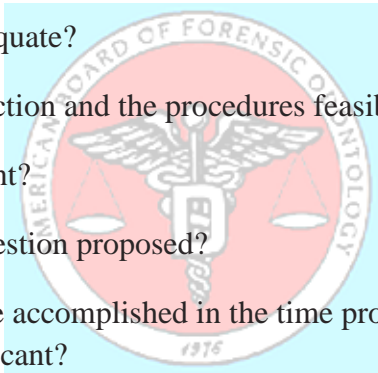 quate?
AMERICAN BOARD OF FORENSIC ODONTOLOGY
ction and the procedures feasib
nt?
estion proposed?
e accomplished in the time pro
icant?
1976